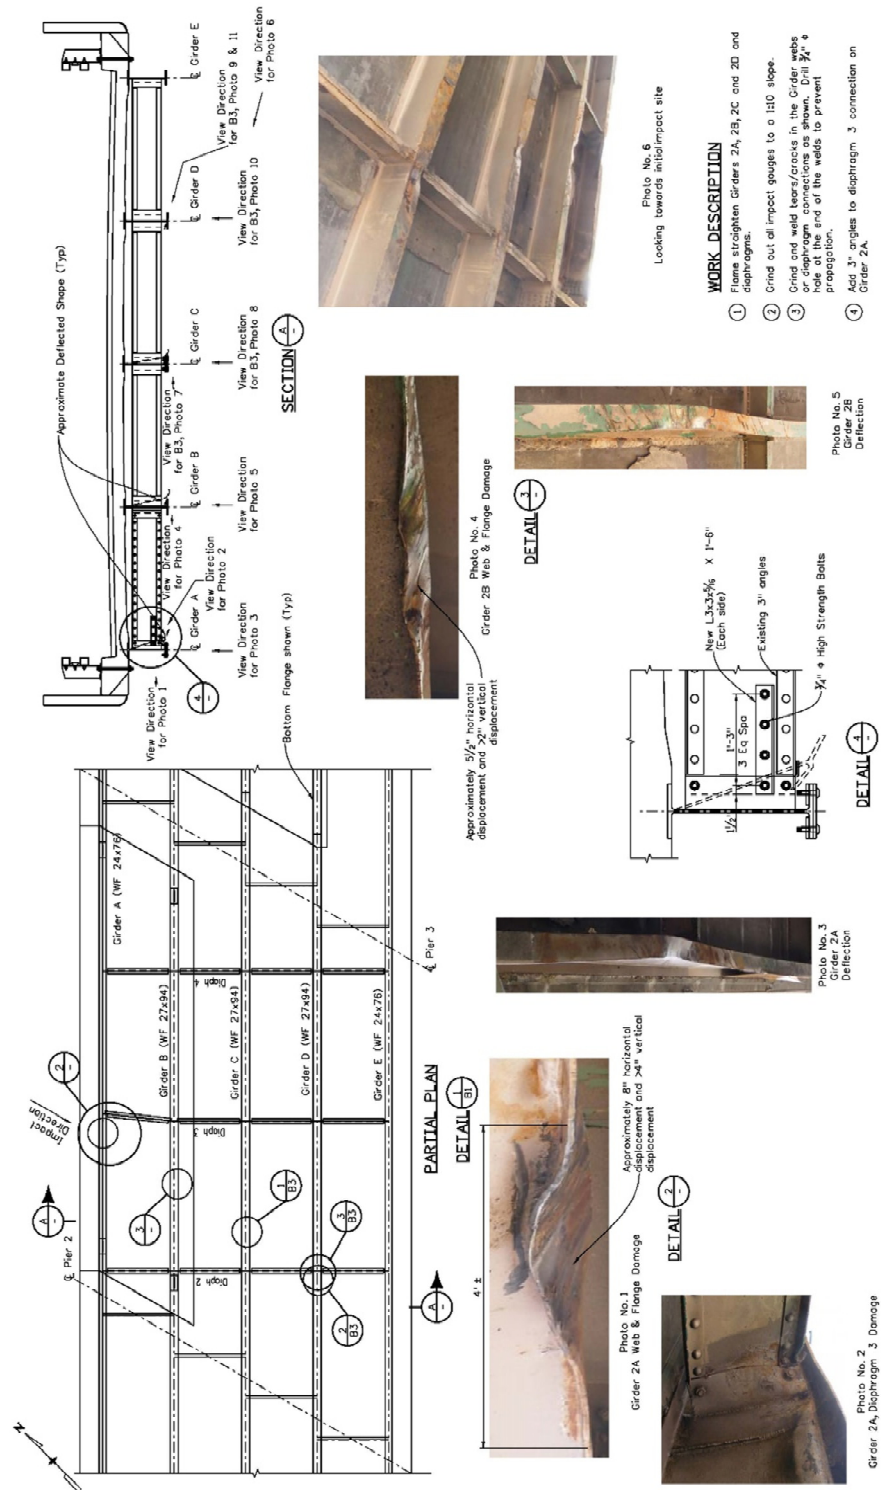 Pier 2
Impact
Direction
A
-
2
-
3
-
1
B3
3
B3
2
B3
A
-
Diaph 2
Diaph 3
Diaph 4
Girder A (WF 24x76)
Girder B (WF 27x94)
Girder C (WF 27x94)
Girder D (WF 27x94)
Girder E (WF 24x76)
℄ Pier 3
Bottom Flange shown (Typ)
PARTIAL PLAN
Approximate Deflected Shape (Typ)
℄ Girder A
℄ Girder B
℄ Girder C
℄ Girder D
℄ Girder E
View Direction
for Photo 1
4
-
View Direction
for Photo 3
View Direction
for Photo 2
View Direction
for Photo 4
View Direction
for Photo 5
View Direction
for B3, Photo 7
View Direction
for B3, Photo 8
View Direction
for B3, Photo 10
View Direction
for B3, Photo 9 & 11
View Direction
for Photo 6
SECTION A
-
DETAIL 1
B1
4'±
Photo No. 1
Girder 2A Web & Flange Damage
Approximately 8" horizontal
displacement and >4" vertical
displacement
DETAIL 2
-
Photo No. 2
Girder 2A, Diaphragm 3 Damage
Photo No. 3
Girder 2A
Deflection
Approximately 5½" horizontal
displacement and >2" vertical
displacement
Photo No. 4
Girder 2B Web & Flange Damage
DETAIL 3
-
Photo No. 5
Girder 2B
Deflection
New L3x3x5/16 X 1'-6"
(Each side)
Existing 3" angles
¾" ϕ High Strength Bolts
1½"
1'-3"
3 Eq Spa
DETAIL 4
-
Photo No. 6
Looking towards initial impact site
WORK DESCRIPTION
1 Flame straighten Girders 2A, 2B, 2C and 2D and
diaphragms.
2 Grind out all impact gouges to a 1:10 slope.
3 Grind and weld tears/cracks in the Girder webs
or diaphragm connections as shown. Drill ¾" ϕ
hole at the end of the welds to prevent
propagation.
4 Add 3" angles to diaphragm 3 connection on
Girder 2A.